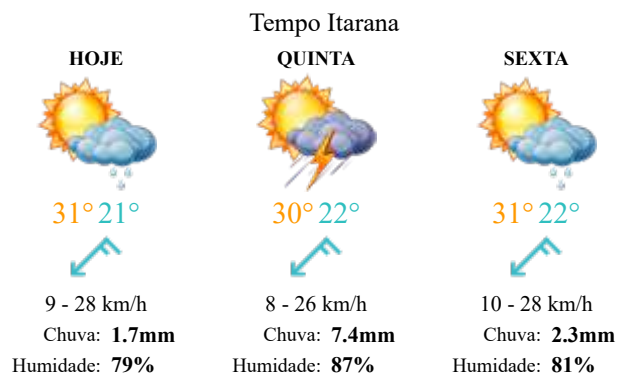 Tempo Itarana
HOJE
31° 21°
9 - 28 km/h
Chuva: 1.7mm
Humidade: 79%
QUINTA
30° 22°
8 - 26 km/h
Chuva: 7.4mm
Humidade: 87%
SEXTA
31° 22°
10 - 28 km/h
Chuva: 2.3mm
Humidade: 81%